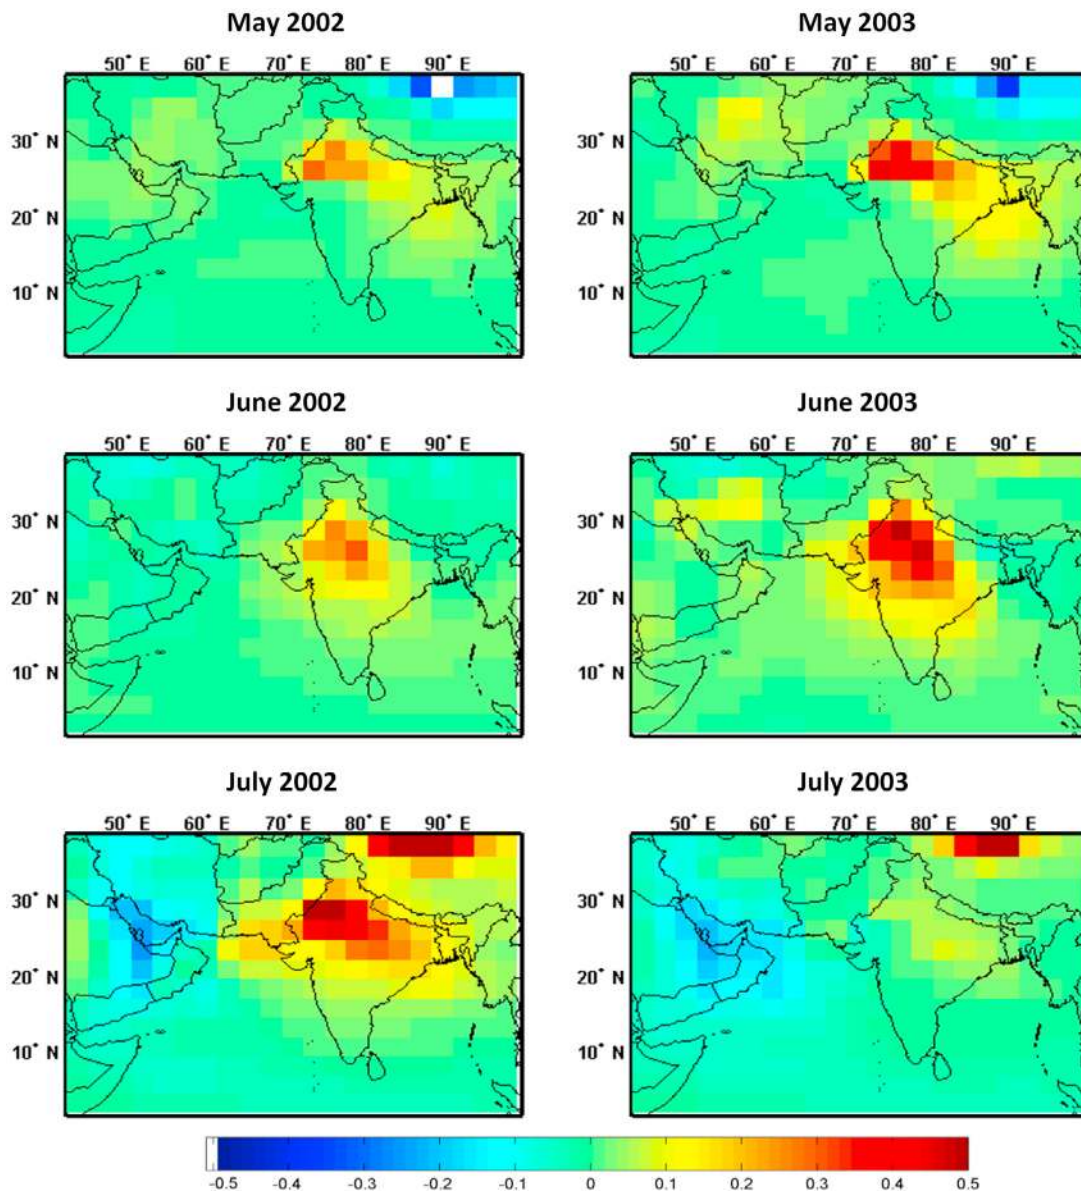 May 2002
May 2003
50° E 60° E 70° E 80° E 90° E
50° E 60° E 70° E 80° E 90° E
30° N
20° N
10° N
30° N
20° N
10° N
June 2002
June 2003
50° E 60° E 70° E 80° E 90° E
50° E 60° E 70° E 80° E 90° E
30° N
20° N
10° N
30° N
20° N
10° N
July 2002
July 2003
50° E 60° E 70° E 80° E 90° E
50° E 60° E 70° E 80° E 90° E
30° N
20° N
10° N
30° N
20° N
10° N
-0.5 -0.4 -0.3 -0.2 -0.1 0 0.1 0.2 0.3 0.4 0.5